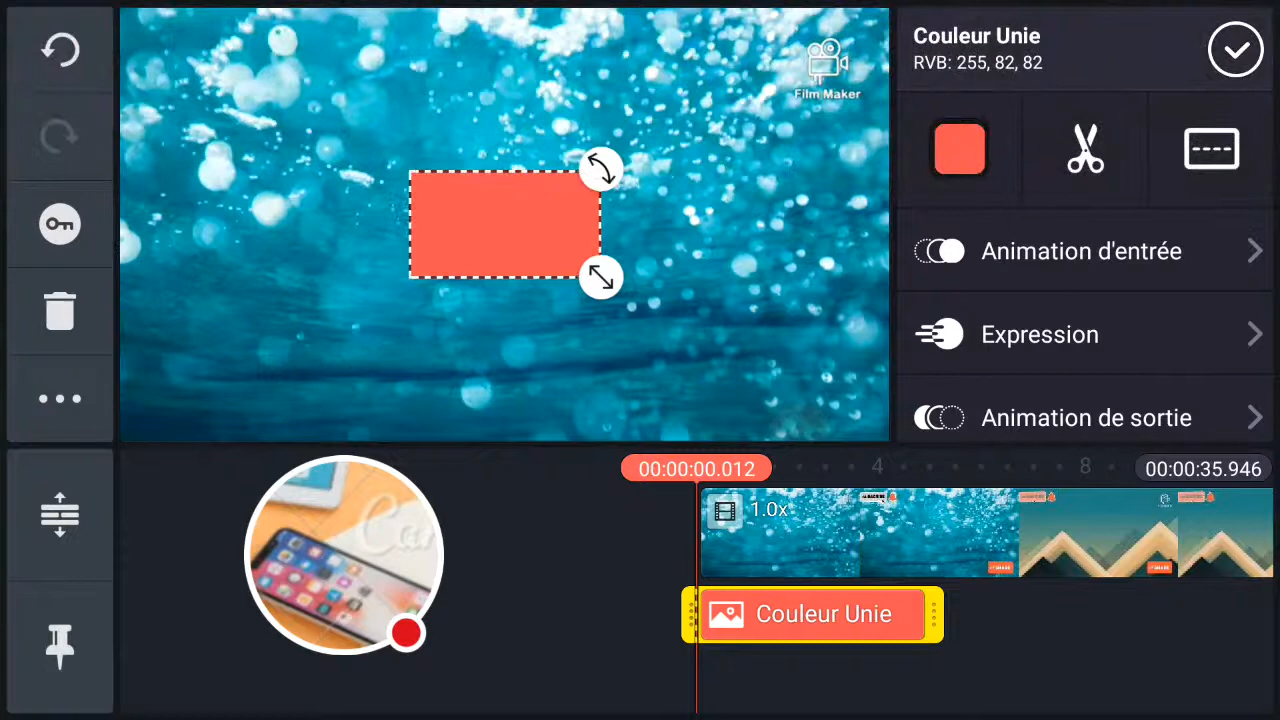 Film Maker
Couleur Unie
RVB: 255, 82, 82
Animation d'entrée
Expression
Animation de sortie
00:00:00.012
4
8
00:00:35.946
1.0x
Couleur Unie